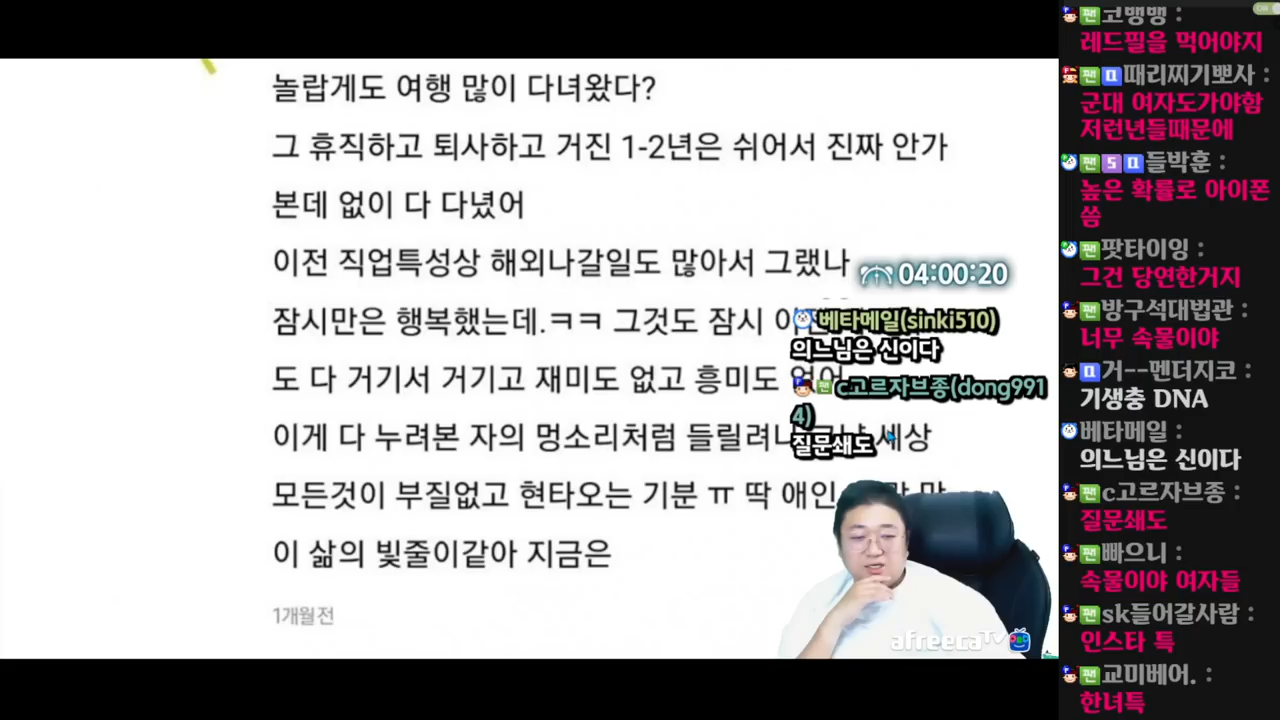 놀랍게도 여행 많이 다녀왔다?
그 휴직하고 퇴사하고 거진 1-2년은 쉬어서 진짜 안가
본데 없이 다 다녔어
이전 직업특성상 해외나갈일도 많아서 그랬나
04:00:20
잠시만은 행복했는데.ㅋㅋ 그것도 잠시
베타메일(sinki510)
의느님은 신이다
도 다 거기서 거기고 재미도 없고 흥미도
c고르자브종(dong991
4)
질문쇄도
이게 다 누려본 자의 멍소리처럼 세상
모든것이 부질없고 현타오는 기분 ㅠ 딱
이 삶의 빛줄이같아 지금은
1개월전
afreecaTV
코뱅뱅 :
레드필을 먹어야지
때리찌기뽀사 :
군대 여자도가야함
저런년들때문에
들박훈 :
높은 확률로 아이폰
씀
팟타이잉 :
그건 당연한거지
방구석대법관 :
너무 속물이야
거--멘더지코 :
기생충 DNA
베타메일 :
의느님은 신이다
c고르자브종 :
질문쇄도
빠으니 :
속물이야 여자들
sk들어갈사람 :
인스타 특
교미베어. :
한녀특